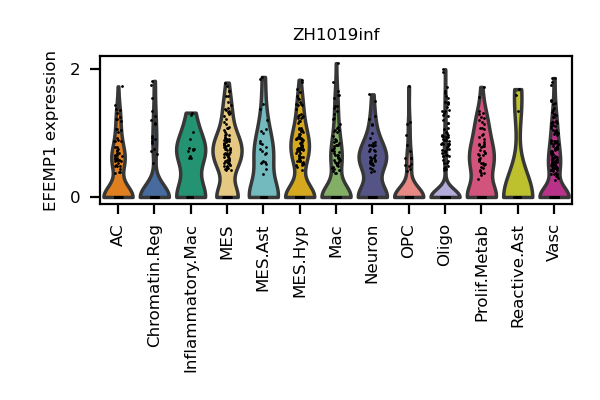 ZH1019inf
EFEMP1 expression
2
0
AC
Chromatin.Reg
Inflammatory.Mac
MES
MES.Ast
MES.Hyp
Mac
Neuron
OPC
Oligo
Prolif.Metab
Reactive.Ast
Vasc